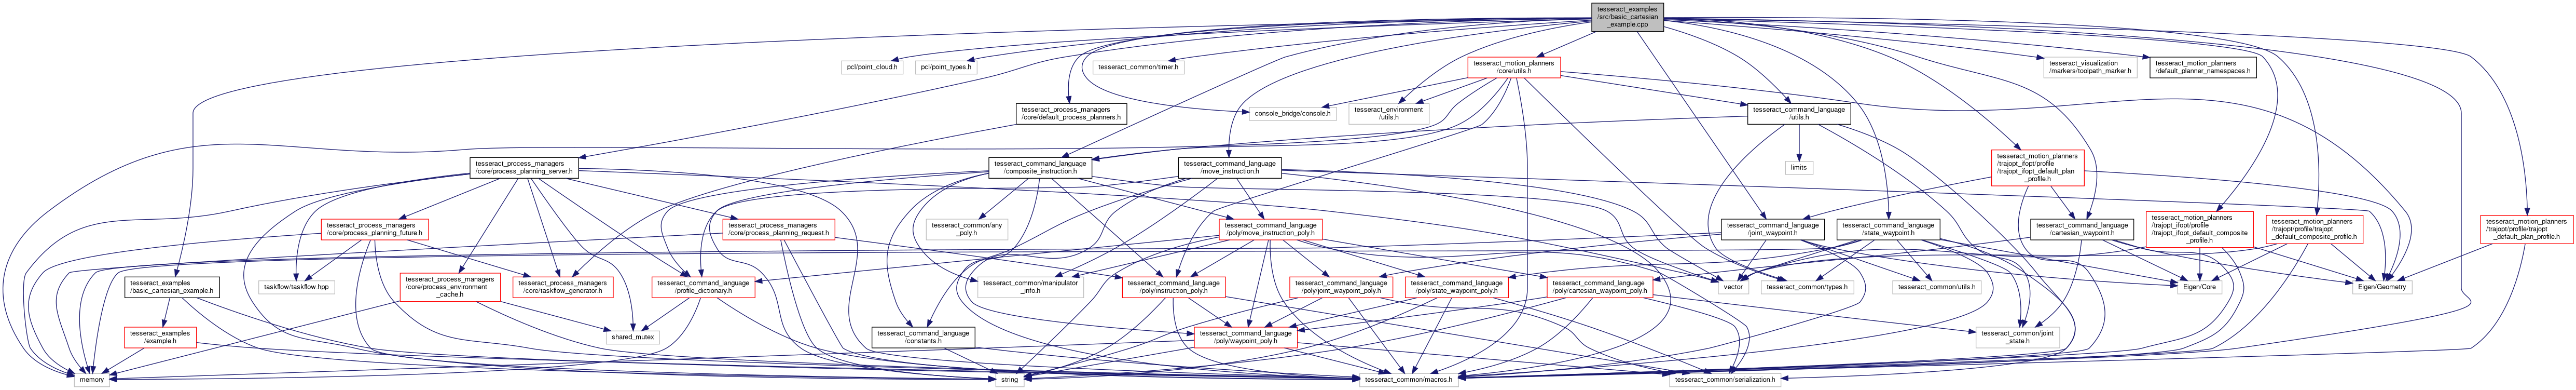 tesseract_examples
/src/basic_cartesian
_example.cpp
pcl/point_cloud.h
pcl/point_types.h
tesseract_common/timer.h
tesseract_motion_planners
/core/utils.h
tesseract_visualization
/markers/toolpath_marker.h
tesseract_motion_planners
/default_planner_namespaces.h
tesseract_process_managers
/core/default_process_planners.h
console_bridge/console.h
tesseract_environment
/utils.h
tesseract_command_language
/utils.h
tesseract_process_managers
/core/process_planning_server.h
tesseract_command_language
/composite_instruction.h
tesseract_command_language
/move_instruction.h
limits
tesseract_motion_planners
/trajopt_ifopt/profile
/trajopt_ifopt_default_plan
_profile.h
tesseract_process_managers
/core/process_planning_future.h
tesseract_process_managers
/core/process_planning_request.h
tesseract_common/any
_poly.h
tesseract_command_language
/poly/move_instruction_poly.h
tesseract_command_language
/joint_waypoint.h
tesseract_command_language
/state_waypoint.h
tesseract_command_language
/cartesian_waypoint.h
tesseract_motion_planners
/trajopt_ifopt/profile
/trajopt_ifopt_default_composite
_profile.h
tesseract_motion_planners
/trajopt/profile/trajopt
_default_composite_profile.h
tesseract_motion_planners
/trajopt/profile/trajopt
_default_plan_profile.h
tesseract_examples
/basic_cartesian_example.h
taskflow/taskflow.hpp
tesseract_process_managers
/core/process_environment
_cache.h
tesseract_process_managers
/core/taskflow_generator.h
tesseract_command_language
/profile_dictionary.h
tesseract_common/manipulator
_info.h
tesseract_command_language
/poly/instruction_poly.h
tesseract_command_language
/poly/joint_waypoint_poly.h
tesseract_command_language
/poly/state_waypoint_poly.h
tesseract_command_language
/poly/cartesian_waypoint_poly.h
vector
tesseract_common/types.h
tesseract_common/utils.h
Eigen/Core
Eigen/Geometry
tesseract_examples
/example.h
shared_mutex
tesseract_command_language
/constants.h
tesseract_command_language
/poly/waypoint_poly.h
tesseract_common/joint
_state.h
memory
string
tesseract_common/macros.h
tesseract_common/serialization.h